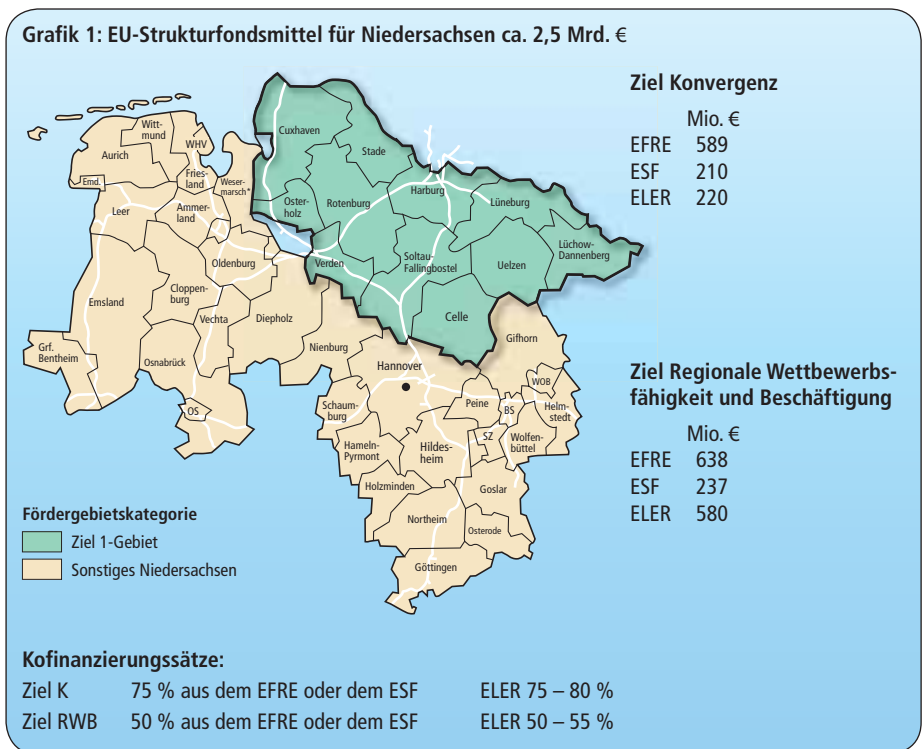 Grafik 1: EU-Strukturfondsmittel für Niedersachsen ca. 2,5 Mrd. €
Ziel Konvergenz
Mio. €
EFRE 589
ESF 210
ELER 220
Cuxhaven
Stade
Witt-
mund
WHV
Aurich
Fries-
land
Weser-
marsch*
Emd.
Leer
Ammer-
land
Oster-
holz
Rotenburg
Harburg
Lüneburg
Lüchow-
Dannenberg
Oldenburg
Verden
Soltau-
Fallingbostel
Uelzen
Cloppen-
burg
Emsland
Vechta
Diepholz
Celle
Gifhorn
Nienburg
Grf.
Bentheim
Osnabrück
OS
Hannover
Schaum-
burg
Peine
BS
WOB
Helm-
stedt
SZ
Wolfen-
büttel
Hameln-
Pyrmont
Hildes-
heim
Holzminden
Goslar
Northeim
Osterode
Göttingen
Ziel Regionale Wettbewerbs-
fähigkeit und Beschäftigung
Mio. €
EFRE 638
ESF 237
ELER 580
Fördergebietskategorie
Ziel 1-Gebiet
Sonstiges Niedersachsen
Kofinanzierungssätze:
Ziel K 75 % aus dem EFRE oder dem ESF ELER 75 – 80 %
Ziel RWB 50 % aus dem EFRE oder dem ESF ELER 50 – 55 %